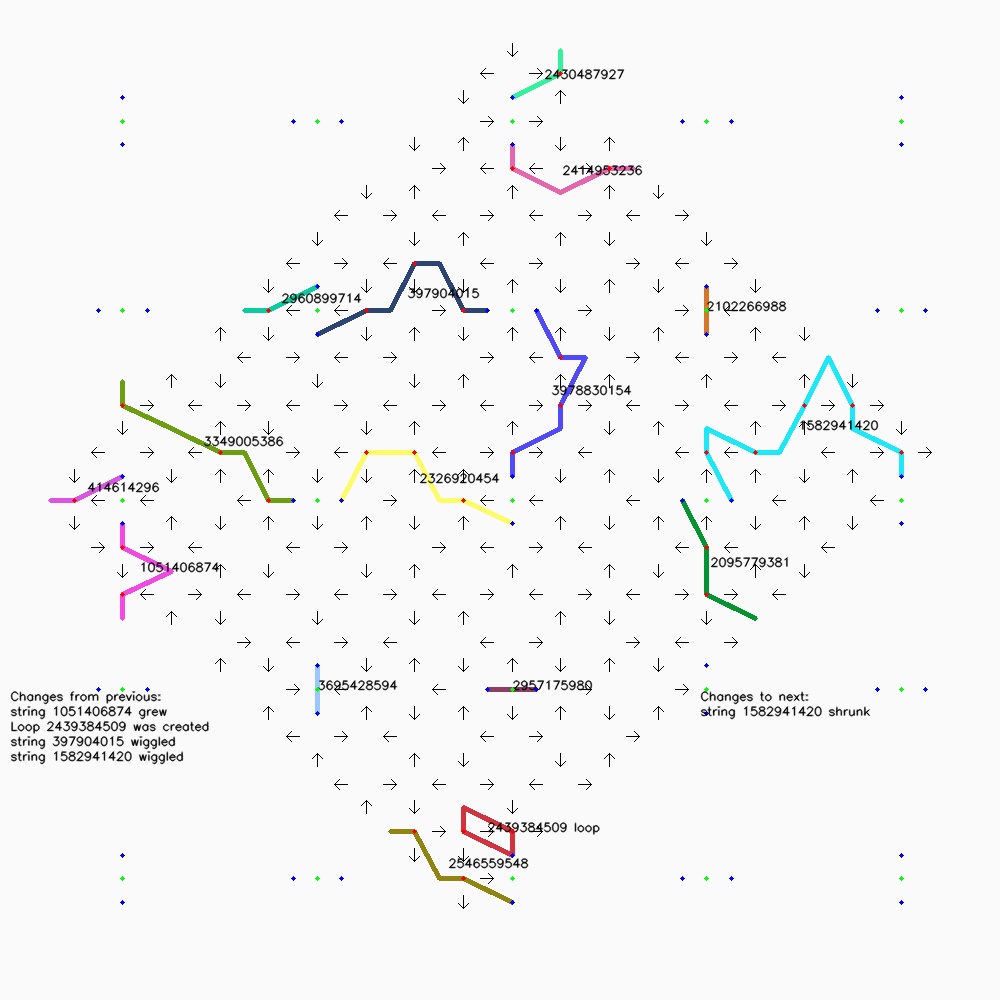 2430487927
2414953236
397904015
2960899714
2102266988
3978830154
1582941420
3349005386
2326920454
414614296
2095779381
1051406874
3695428594
2957175980
Changes from previous:
string 1051406874 grew
Loop 2439384509 was created
string 397904015 wiggled
string 1582941420 wiggled
Changes to next:
string 1582941420 shrunk
2439384509 loop
2546559548